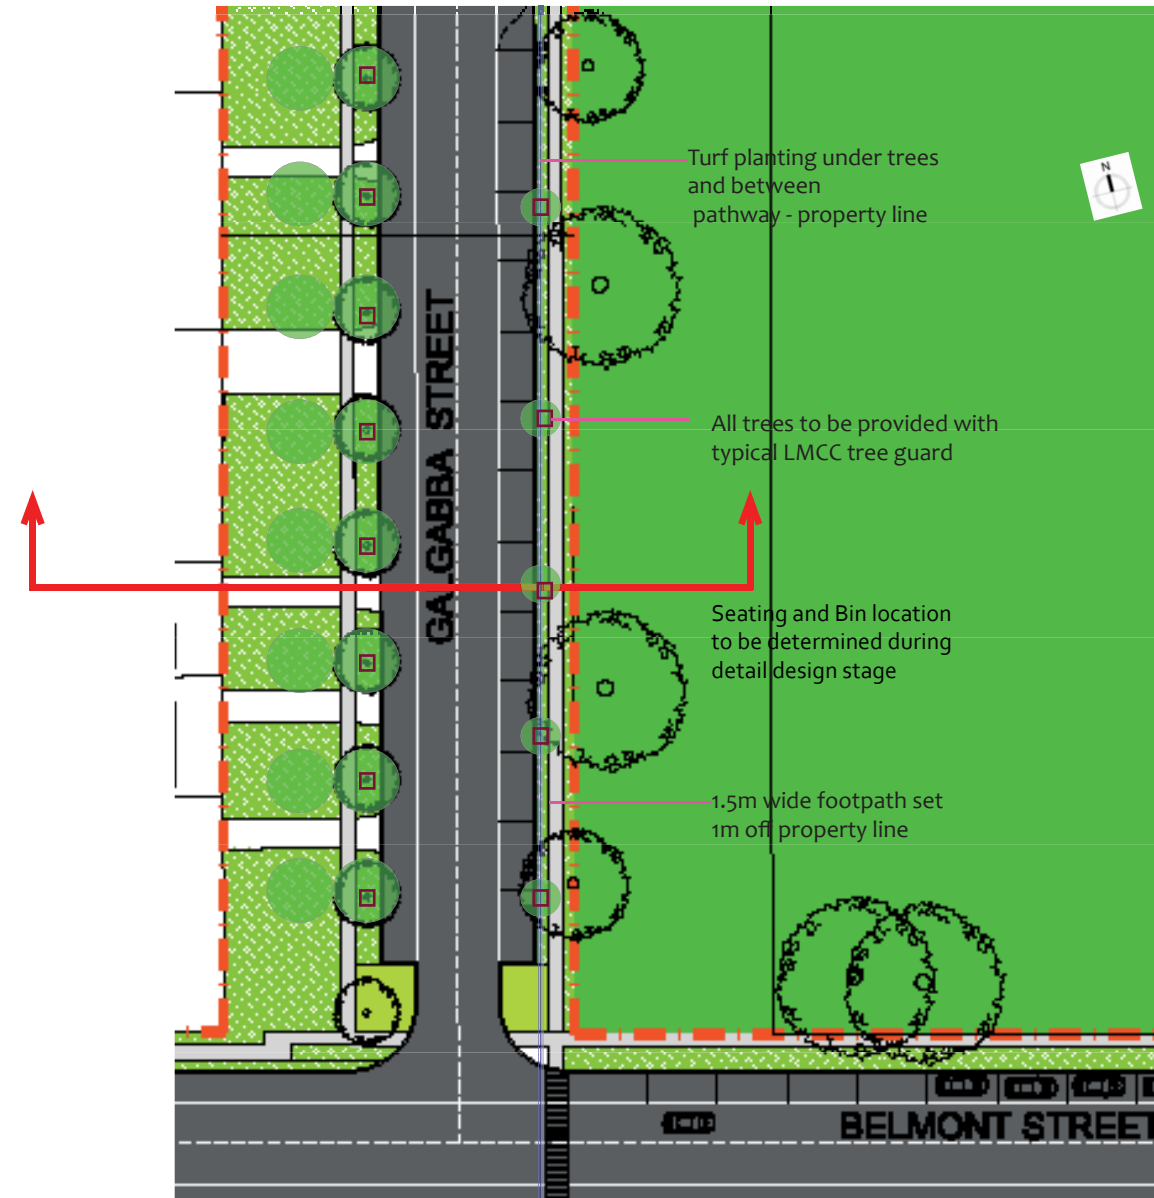 Turf planting under trees
and between
pathway - property line
N
All trees to be provided with
typical LMCC tree guard
GALGABBA STREET
Seating and Bin location
to be determined during
detail design stage
1.5m wide footpath set
1m off property line
BELMONT STREET